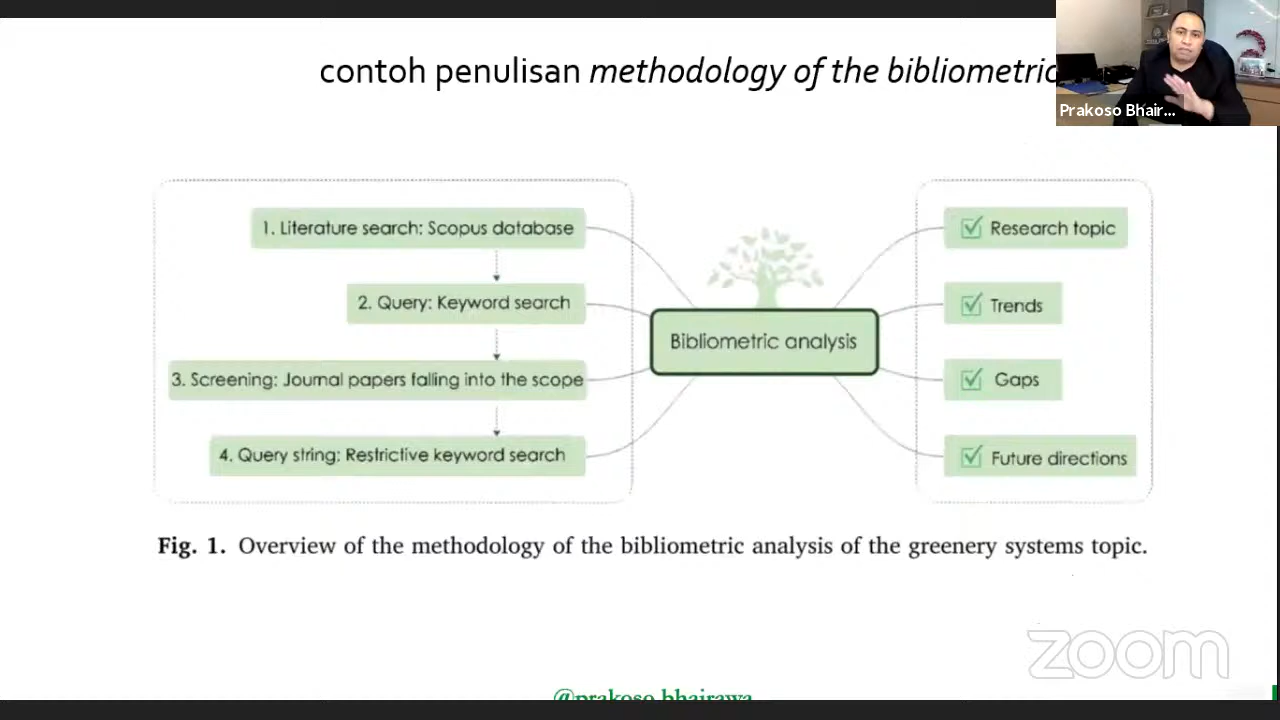 contoh penulisan methodology of the bibliometric
Prakoso Bhair...
1. Literature search: Scopus database
2. Query: Keyword search
3. Screening: Journal papers falling into the scope
4. Query string: Restrictive keyword search
Bibliometric analysis
Research topic
Trends
Gaps
Future directions
Fig. 1. Overview of the methodology of the bibliometric analysis of the greenery systems topic.
zoom
@prakoso.bhairawa